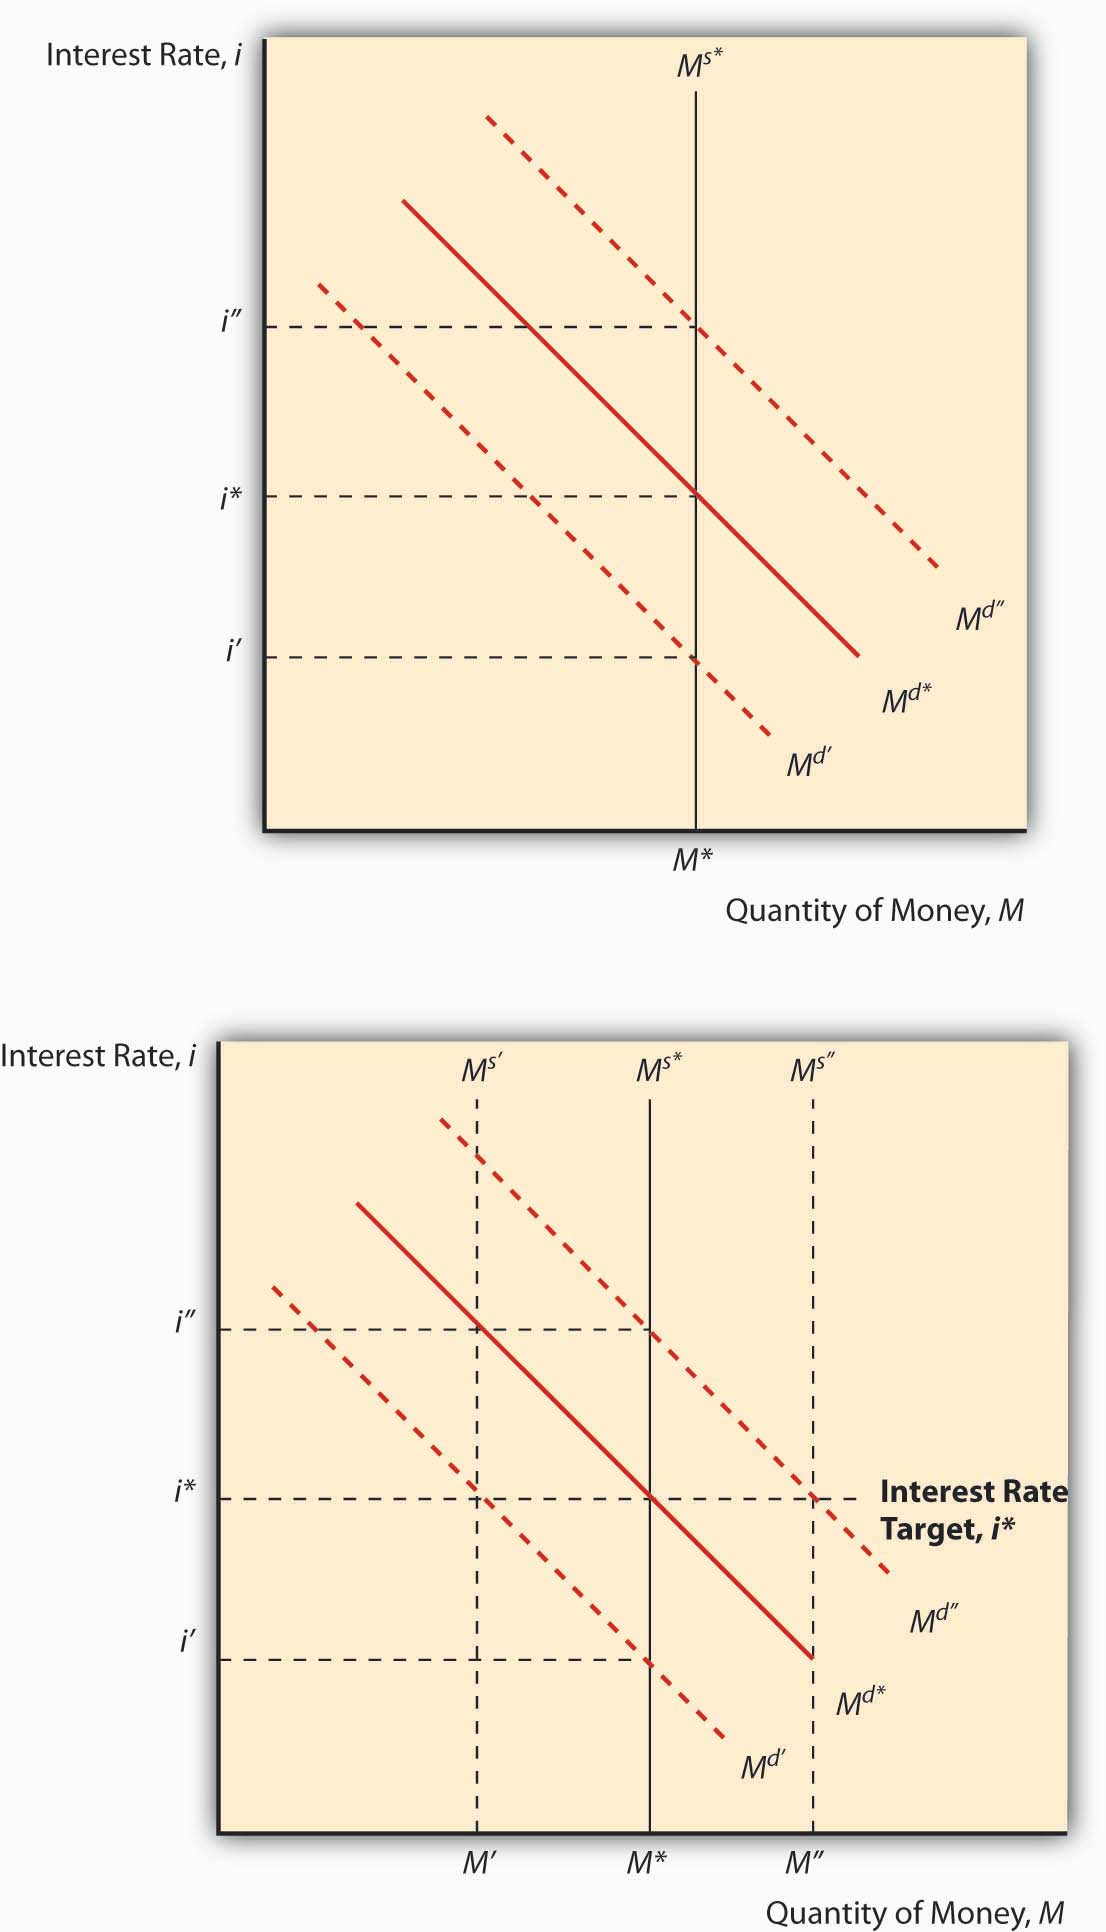 Interest Rate, i
Mˢ*
i″
i*
i′
Mᵈ″
Mᵈ*
Mᵈ′
M*
Quantity of Money, M
Interest Rate, i
Mˢ′ Mˢ* Mˢ″
i″
i*
Interest Rate
Target, i*
i′
Mᵈ″
Mᵈ*
Mᵈ′
M′ M* M″
Quantity of Money, M